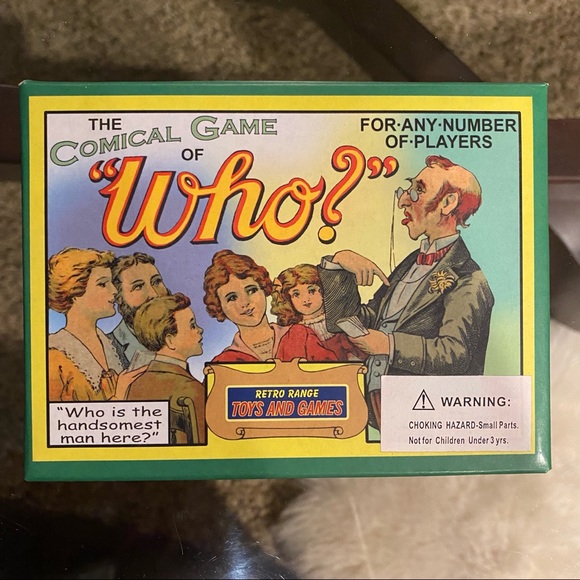 THE
COMICAL GAME
OF
"Who?"
FOR·ANY·NUMBER
OF·PLAYERS
"Who is the
handsomest
man here?"
RETRO RANGE
TOYS AND GAMES
WARNING:
CHOKING HAZARD-Small Parts.
Not for Children Under 3 yrs.